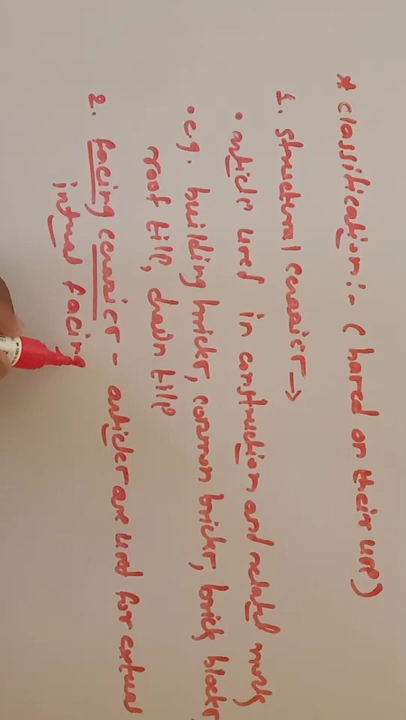 * classification:- (based on their use)
1. structural ceramics →
• articles used in construction and related work
• e.g. building bricks, common bricks, brick blocks,
roof tile, drain tile
2. facing ceramics - articles are used for external
internal facin